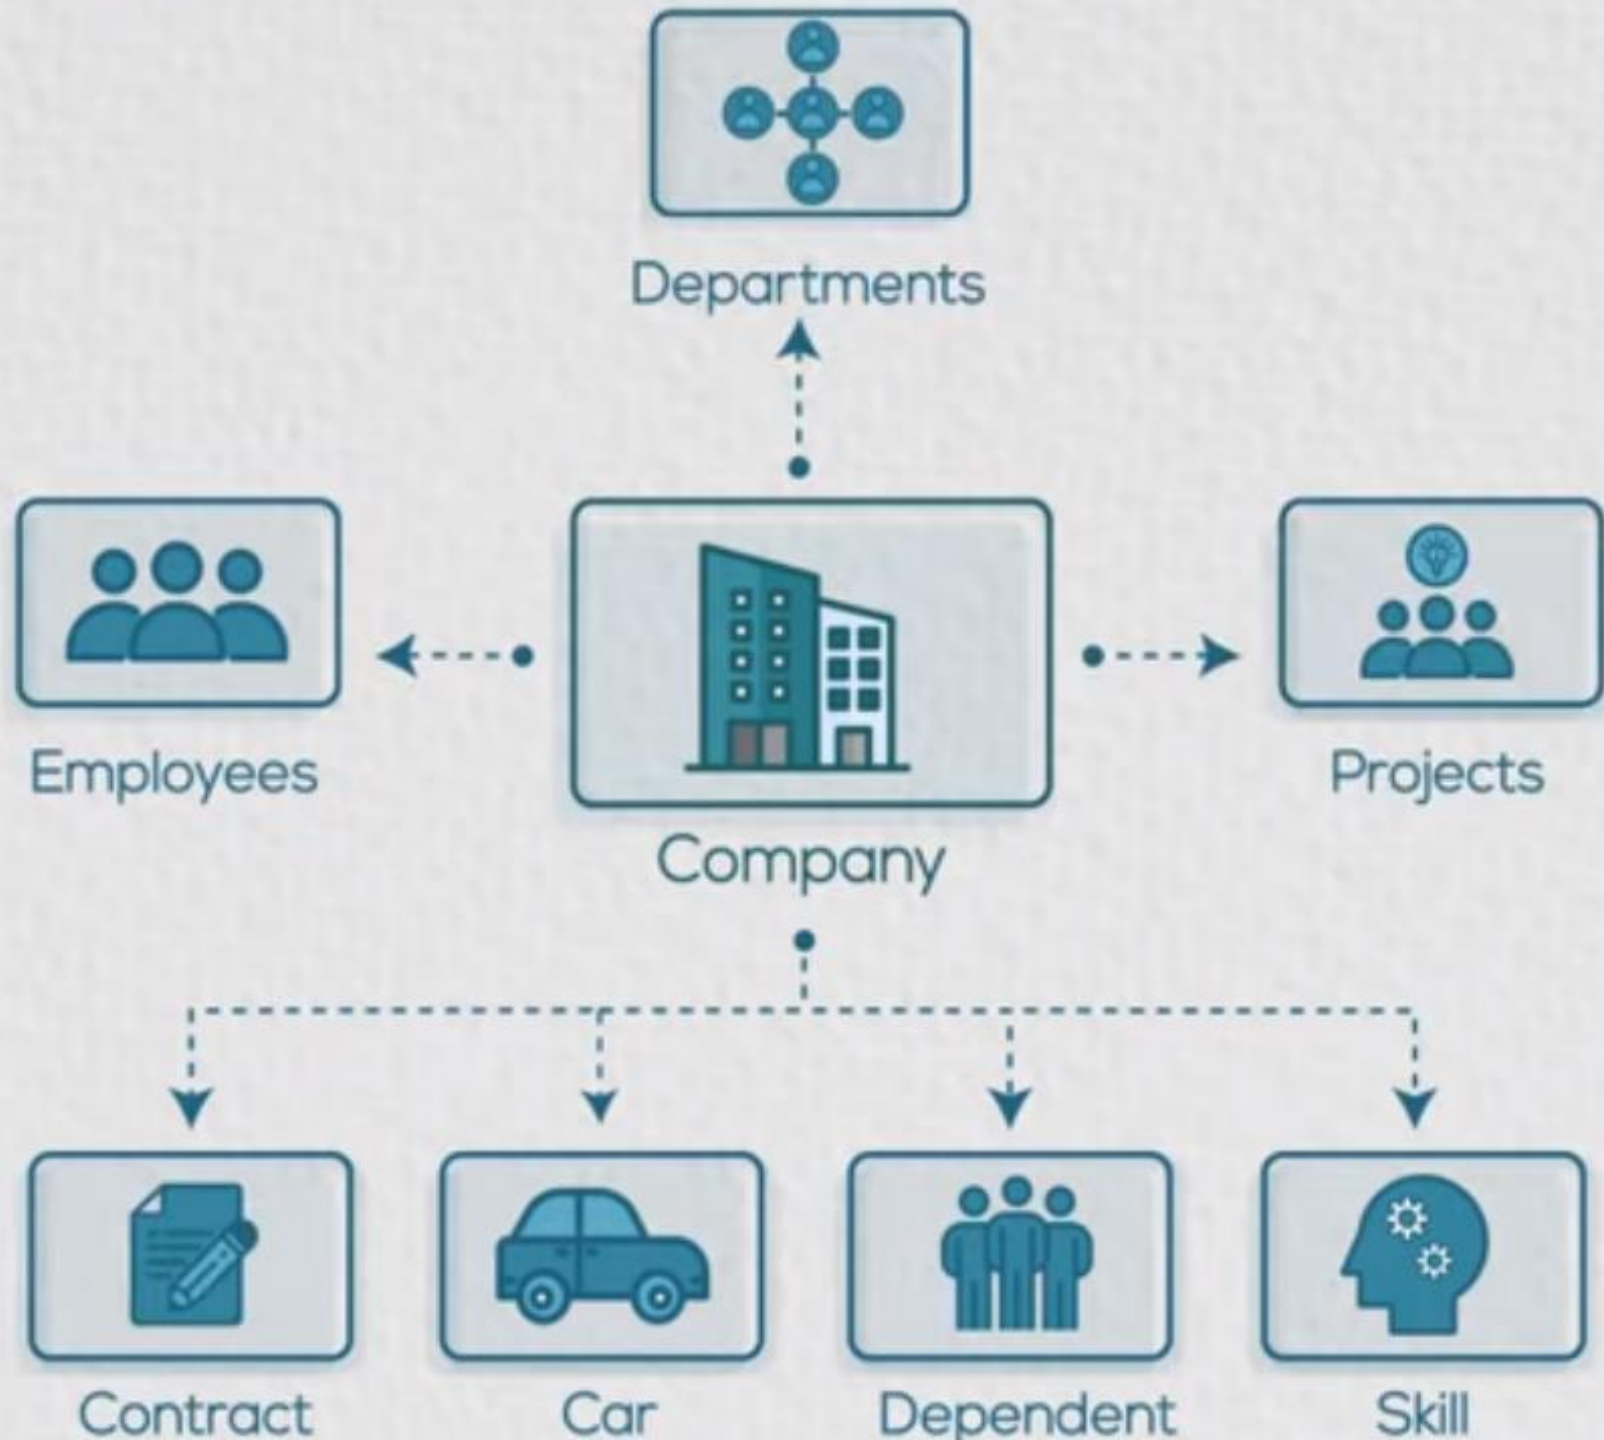 Departments
Employees
Projects
Company
Contract
Car
Dependent
Skill